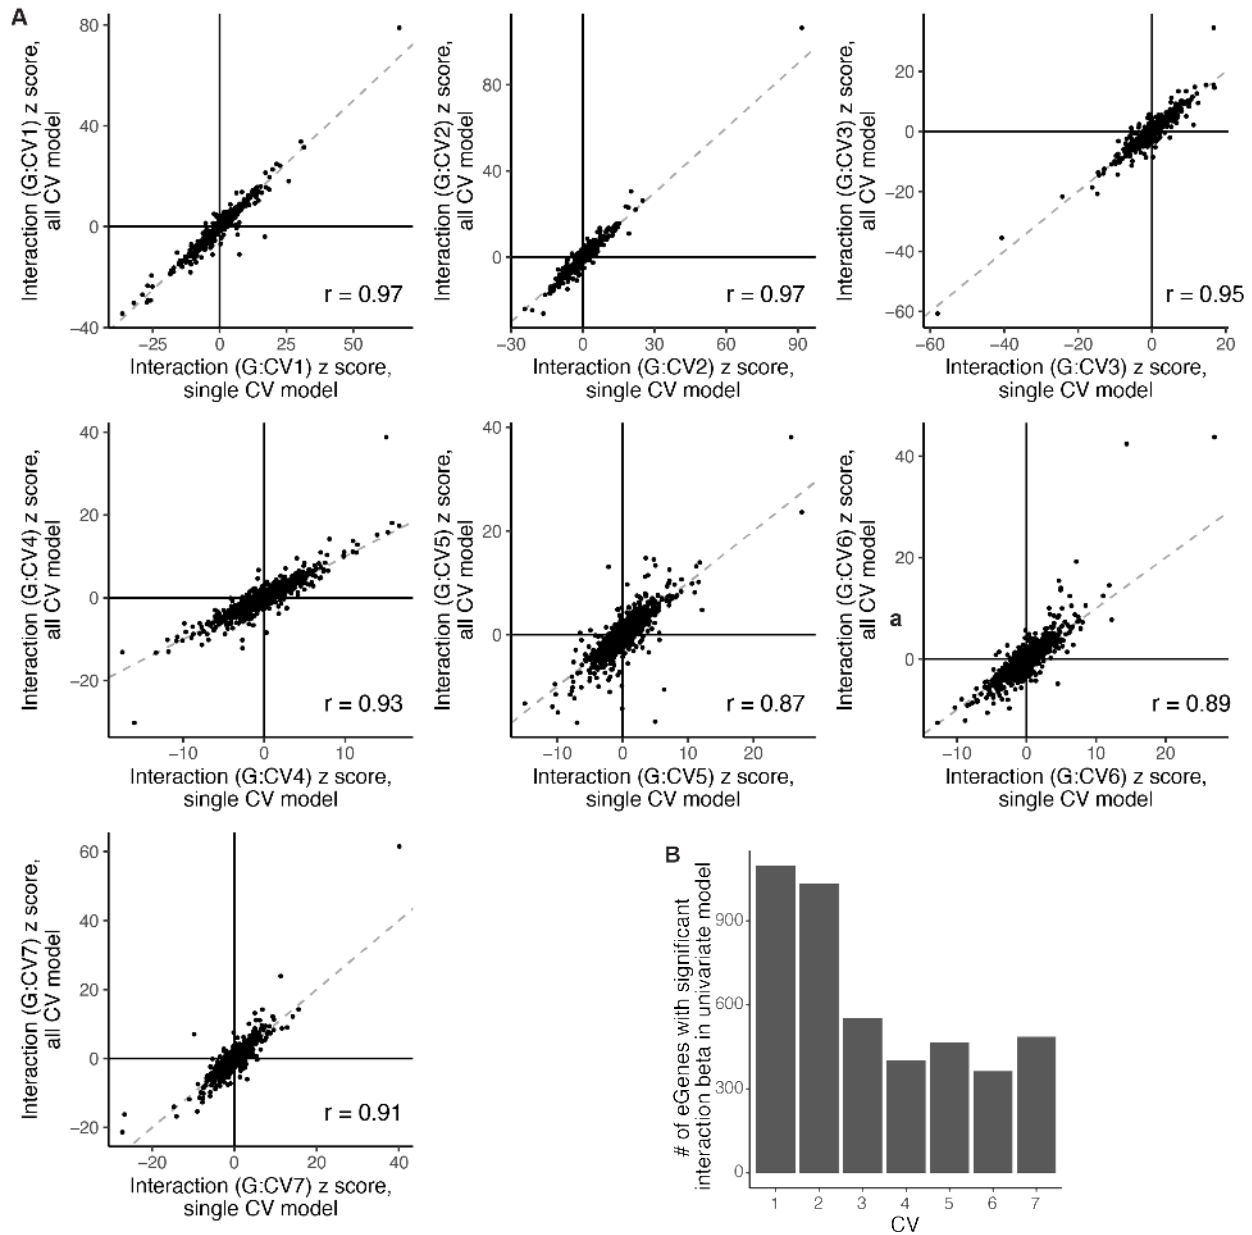 A
Interaction (G:CV1) z score,
all CV model
80
40
0
−40
−25
0
25
50
r = 0.97
Interaction (G:CV1) z score,
single CV model
Interaction (G:CV2) z score,
all CV model
80
40
0
−30
0
30
60
90
r = 0.97
Interaction (G:CV2) z score,
single CV model
Interaction (G:CV3) z score,
all CV model
20
0
−20
−40
−60
−60
−40
−20
0
20
r = 0.95
Interaction (G:CV3) z score,
single CV model
Interaction (G:CV4) z score,
all CV model
40
20
0
−20
−10
0
10
r = 0.93
Interaction (G:CV4) z score,
single CV model
Interaction (G:CV5) z score,
all CV model
40
20
0
−10
0
10
20
r = 0.87
Interaction (G:CV5) z score,
single CV model
Interaction (G:CV6) z score,
all CV model
a
40
20
0
−10
0
10
20
r = 0.89
Interaction (G:CV6) z score,
single CV model
Interaction (G:CV7) z score,
all CV model
60
40
20
0
−20
−20
0
20
40
r = 0.91
Interaction (G:CV7) z score,
single CV model
B
# of eGenes with significant
interaction beta in univariate model
900
600
300
0
1
2
3
4
5
6
7
CV